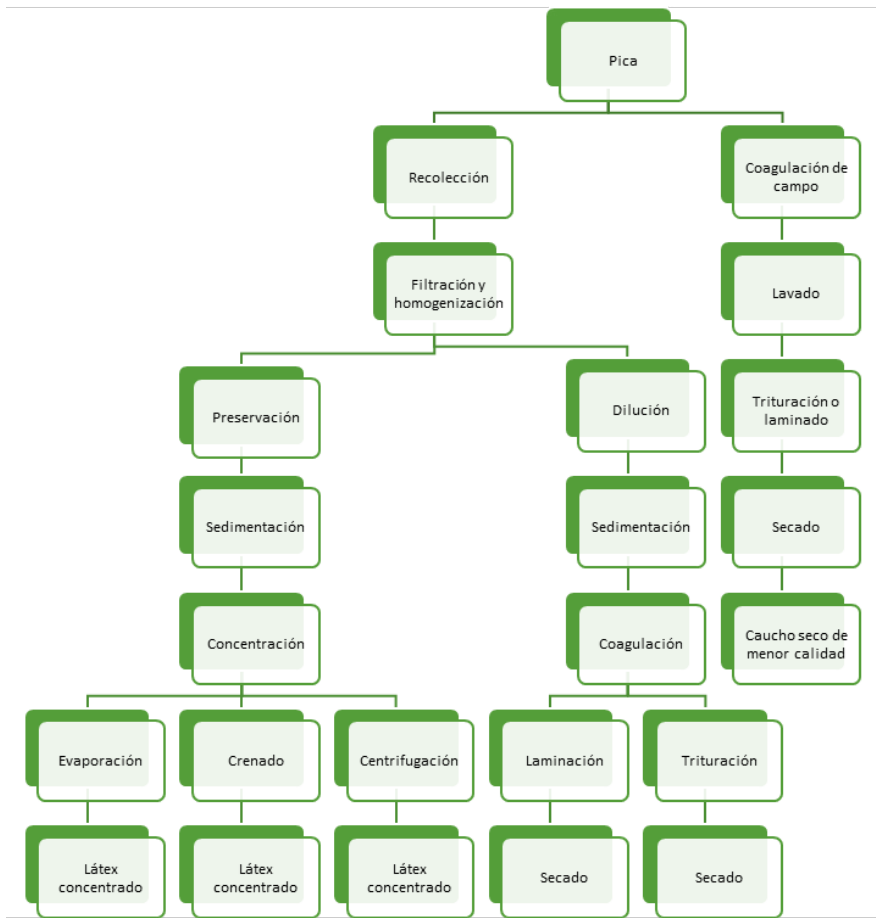 Pica
Recolección
Coagulación de
campo
Filtración y
homogenización
Lavado
Preservación
Dilución
Trituración o
laminado
Sedimentación
Sedimentación
Secado
Concentración
Coagulación
Caucho seco de
menor calidad
Evaporación
Crenado
Centrifugación
Laminación
Trituración
Látex
concentrado
Látex
concentrado
Látex
concentrado
Secado
Secado